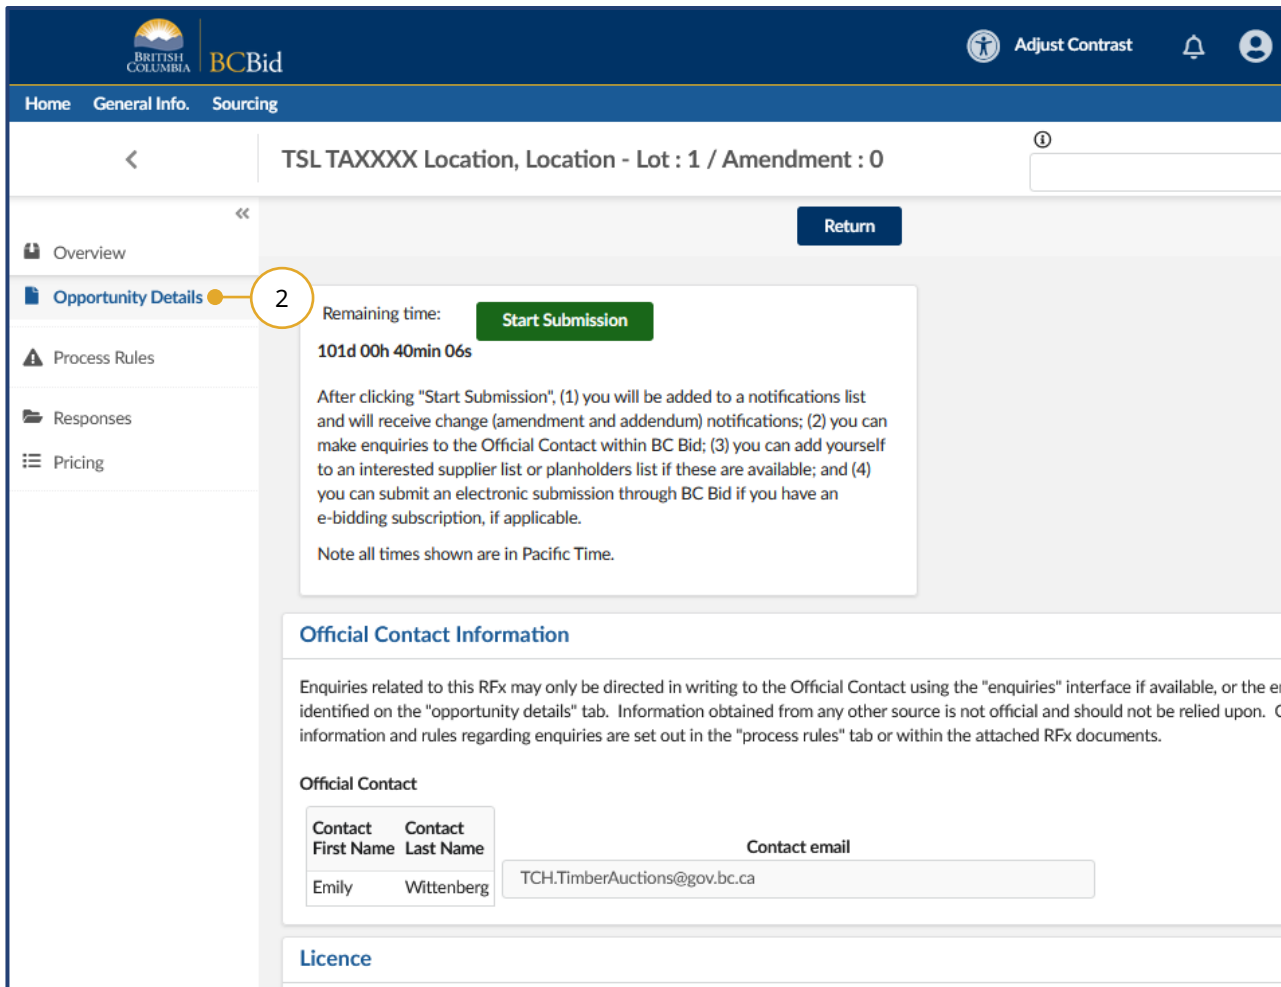 BRITISH
COLUMBIA
BCBid
Adjust Contrast
Home General Info. Sourcing
TSL TAXXXX Location, Location - Lot : 1 / Amendment : 0
Return
Overview
Opportunity Details
2
Process Rules
Responses
Pricing
Remaining time:
Start Submission
101d 00h 40min 06s
After clicking "Start Submission", (1) you will be added to a notifications list
and will receive change (amendment and addendum) notifications; (2) you can
make enquiries to the Official Contact within BC Bid; (3) you can add yourself
to an interested supplier list or planholders list if these are available; and (4)
you can submit an electronic submission through BC Bid if you have an
e-bidding subscription, if applicable.
Note all times shown are in Pacific Time.
Official Contact Information
Enquiries related to this RFx may only be directed in writing to the Official Contact using the "enquiries" interface if available, or the
identified on the "opportunity details" tab. Information obtained from any other source is not official and should not be relied upon.
information and rules regarding enquiries are set out in the "process rules" tab or within the attached RFx documents.
Official Contact
Contact First Name
Contact Last Name
Contact email
Emily
Wittenberg
TCH.TimberAuctions@gov.bc.ca
Licence